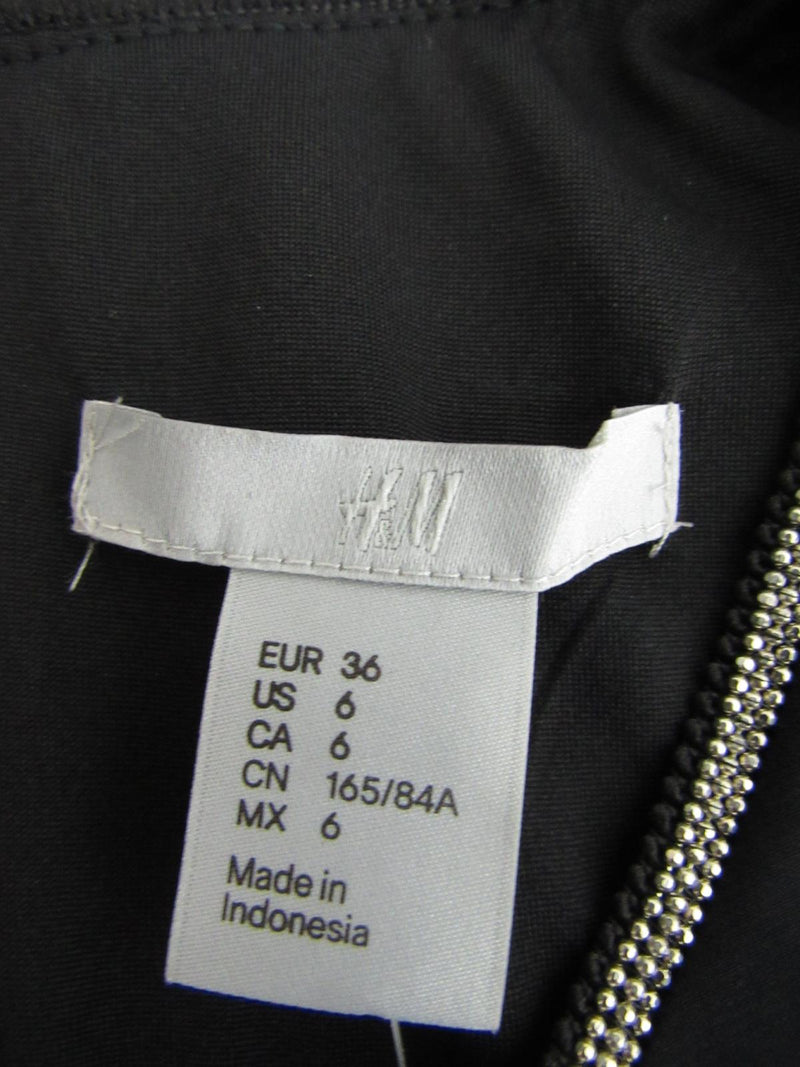 H&M
EUR 36
US 6
CA 6
CN 165/84A
MX 6
Made in
Indonesia